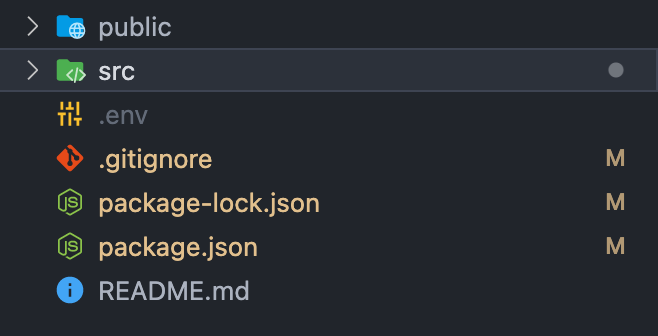 public
src
.env
.gitignore M
package-lock.json M
package.json M
README.md